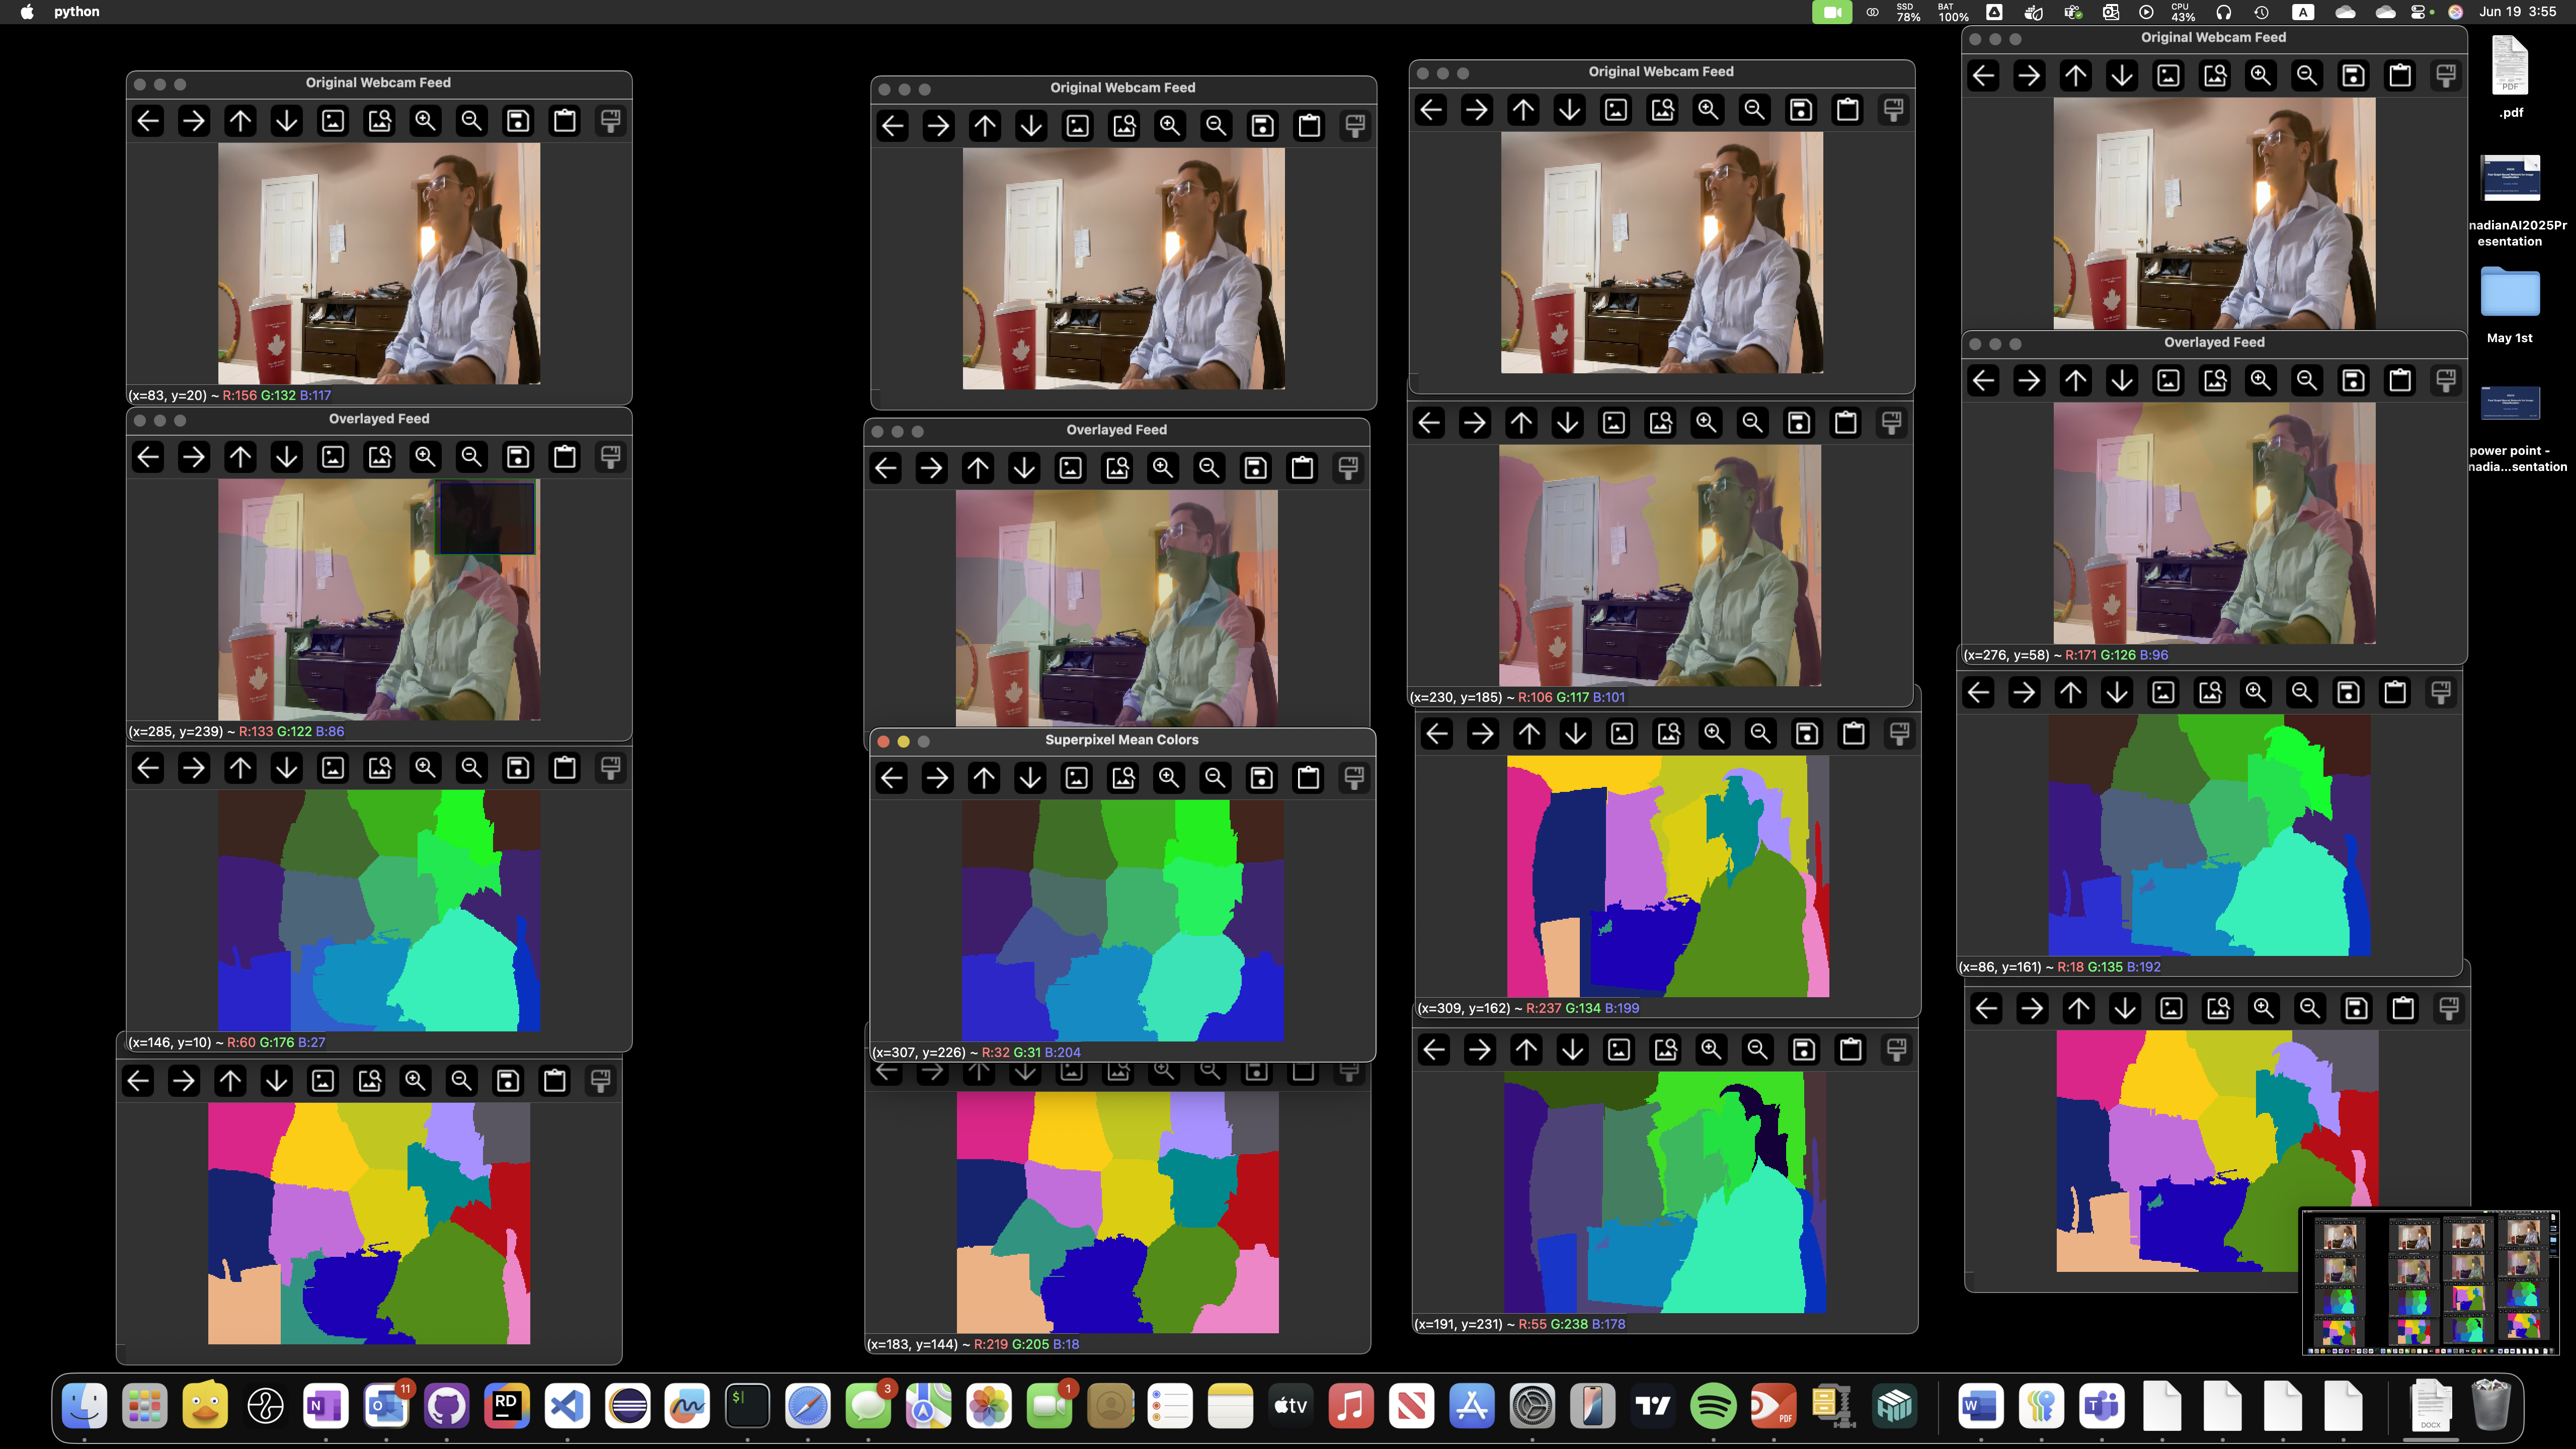 python
SSD
78%
BAT
100%
CPU
43%
A
Jun 19 3:55
Original Webcam Feed
(x=83, y=20) ~ R:156 G:132 B:117
Overlayed Feed
(x=285, y=239) ~ R:133 G:122 B:86
(x=146, y=10) ~ R:60 G:176 B:27
Original Webcam Feed
Overlayed Feed
Superpixel Mean Colors
(x=307, y=226) ~ R:32 G:31 B:204
(x=183, y=144) ~ R:219 G:205 B:18
Original Webcam Feed
(x=230, y=185) ~ R:106 G:117 B:101
(x=309, y=162) ~ R:237 G:134 B:199
(x=191, y=231) ~ R:55 G:238 B:178
Original Webcam Feed
Overlayed Feed
(x=276, y=58) ~ R:171 G:126 B:96
(x=86, y=161) ~ R:18 G:135 B:192
PDF
.pdf
nadianAI2025Pr
esentation
May 1st
power point -
nadia...sentation
N
O
11
RD
$
3
1
tv
PDF
W
T
DOCX